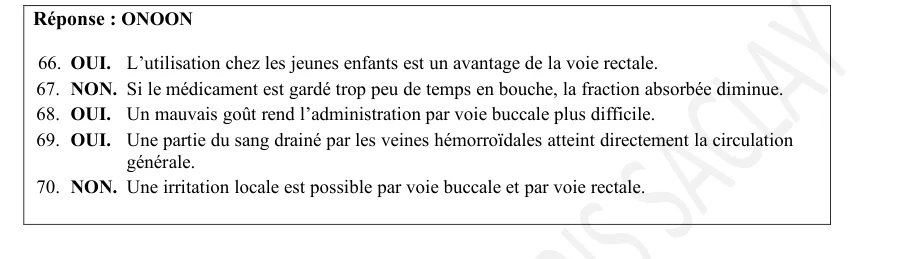 Réponse : ONOON
66. OUI. L’utilisation chez les jeunes enfants est un avantage de la voie rectale.
67. NON. Si le médicament est gardé trop peu de temps en bouche, la fraction absorbée diminue.
68. OUI. Un mauvais goût rend l’administration par voie buccale plus difficile.
69. OUI. Une partie du sang drainé par les veines hémorroïdales atteint directement la circulation
générale.
70. NON. Une irritation locale est possible par voie buccale et par voie rectale.
RIS SACLAY